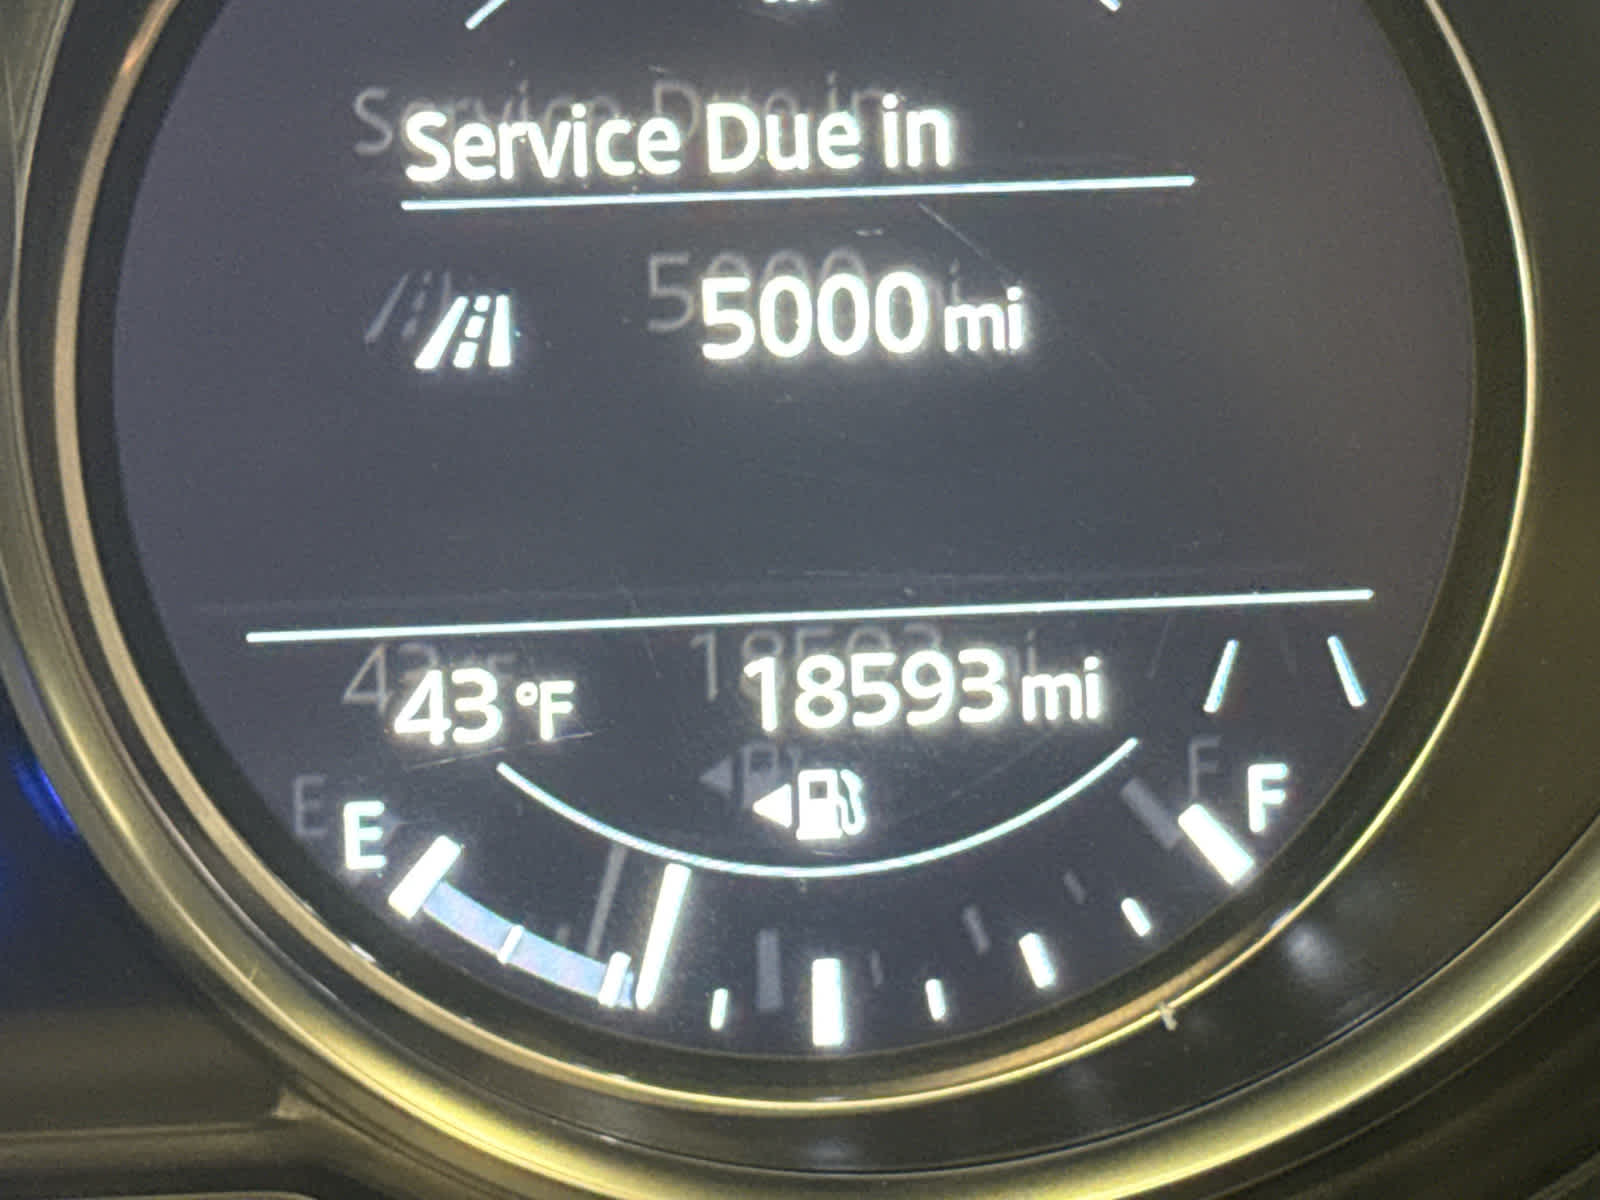 Service Due in
5000 mi
43 °F 18593 mi
E F